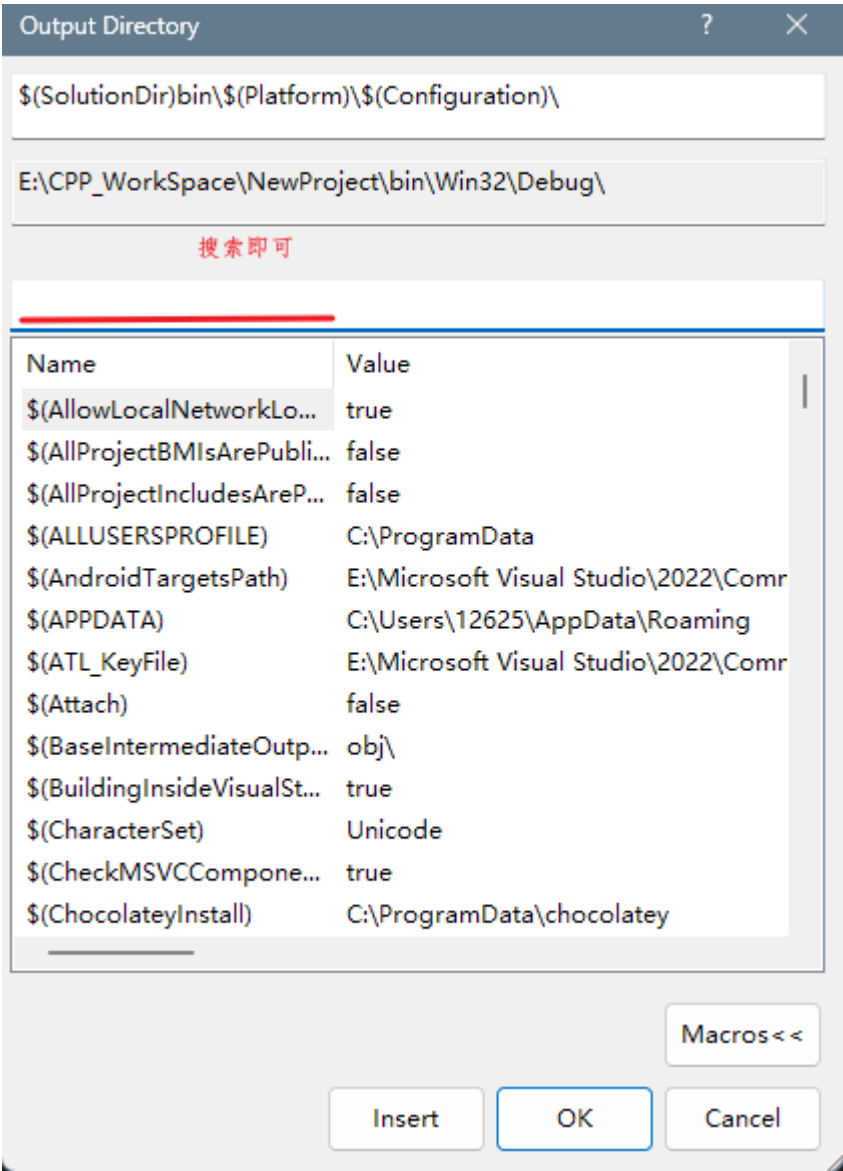 Output Directory ? ×
$(SolutionDir)bin\$(Platform)\$(Configuration)\
E:\CPP_WorkSpace\NewProject\bin\Win32\Debug\
搜索即可
Name Value
$(AllowLocalNetworkLo... true
$(AllProjectBMIsArePubli... false
$(AllProjectIncludesAreP... false
$(ALLUSERSPROFILE) C:\ProgramData
$(AndroidTargetsPath) E:\Microsoft Visual Studio\2022\Comr
$(APPDATA) C:\Users\12625\AppData\Roaming
$(ATL_KeyFile) E:\Microsoft Visual Studio\2022\Comr
$(Attach) false
$(BaseIntermediateOutp... obj\
$(BuildingInsideVisualSt... true
$(CharacterSet) Unicode
$(CheckMSVCCompone... true
$(ChocolateyInstall) C:\ProgramData\chocolatey
Macros<<
Insert OK Cancel